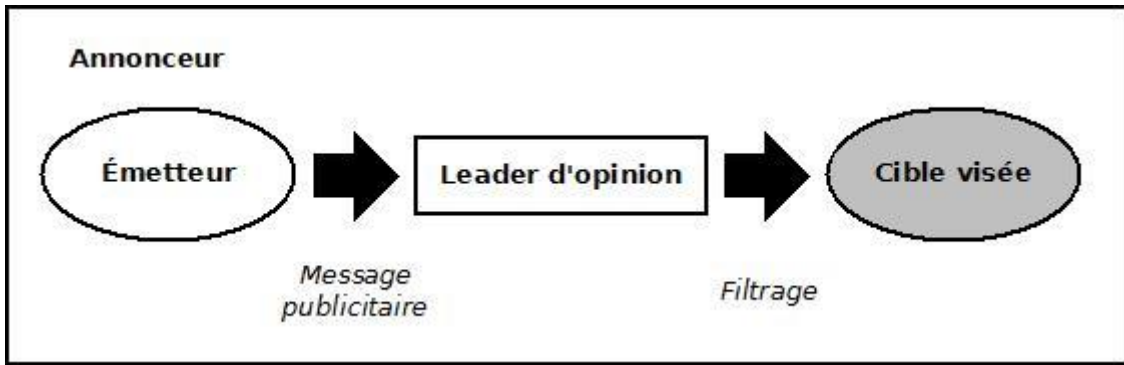 Annonceur
Émetteur
Leader d'opinion
Cible visée
Message
publicitaire
Filtrage